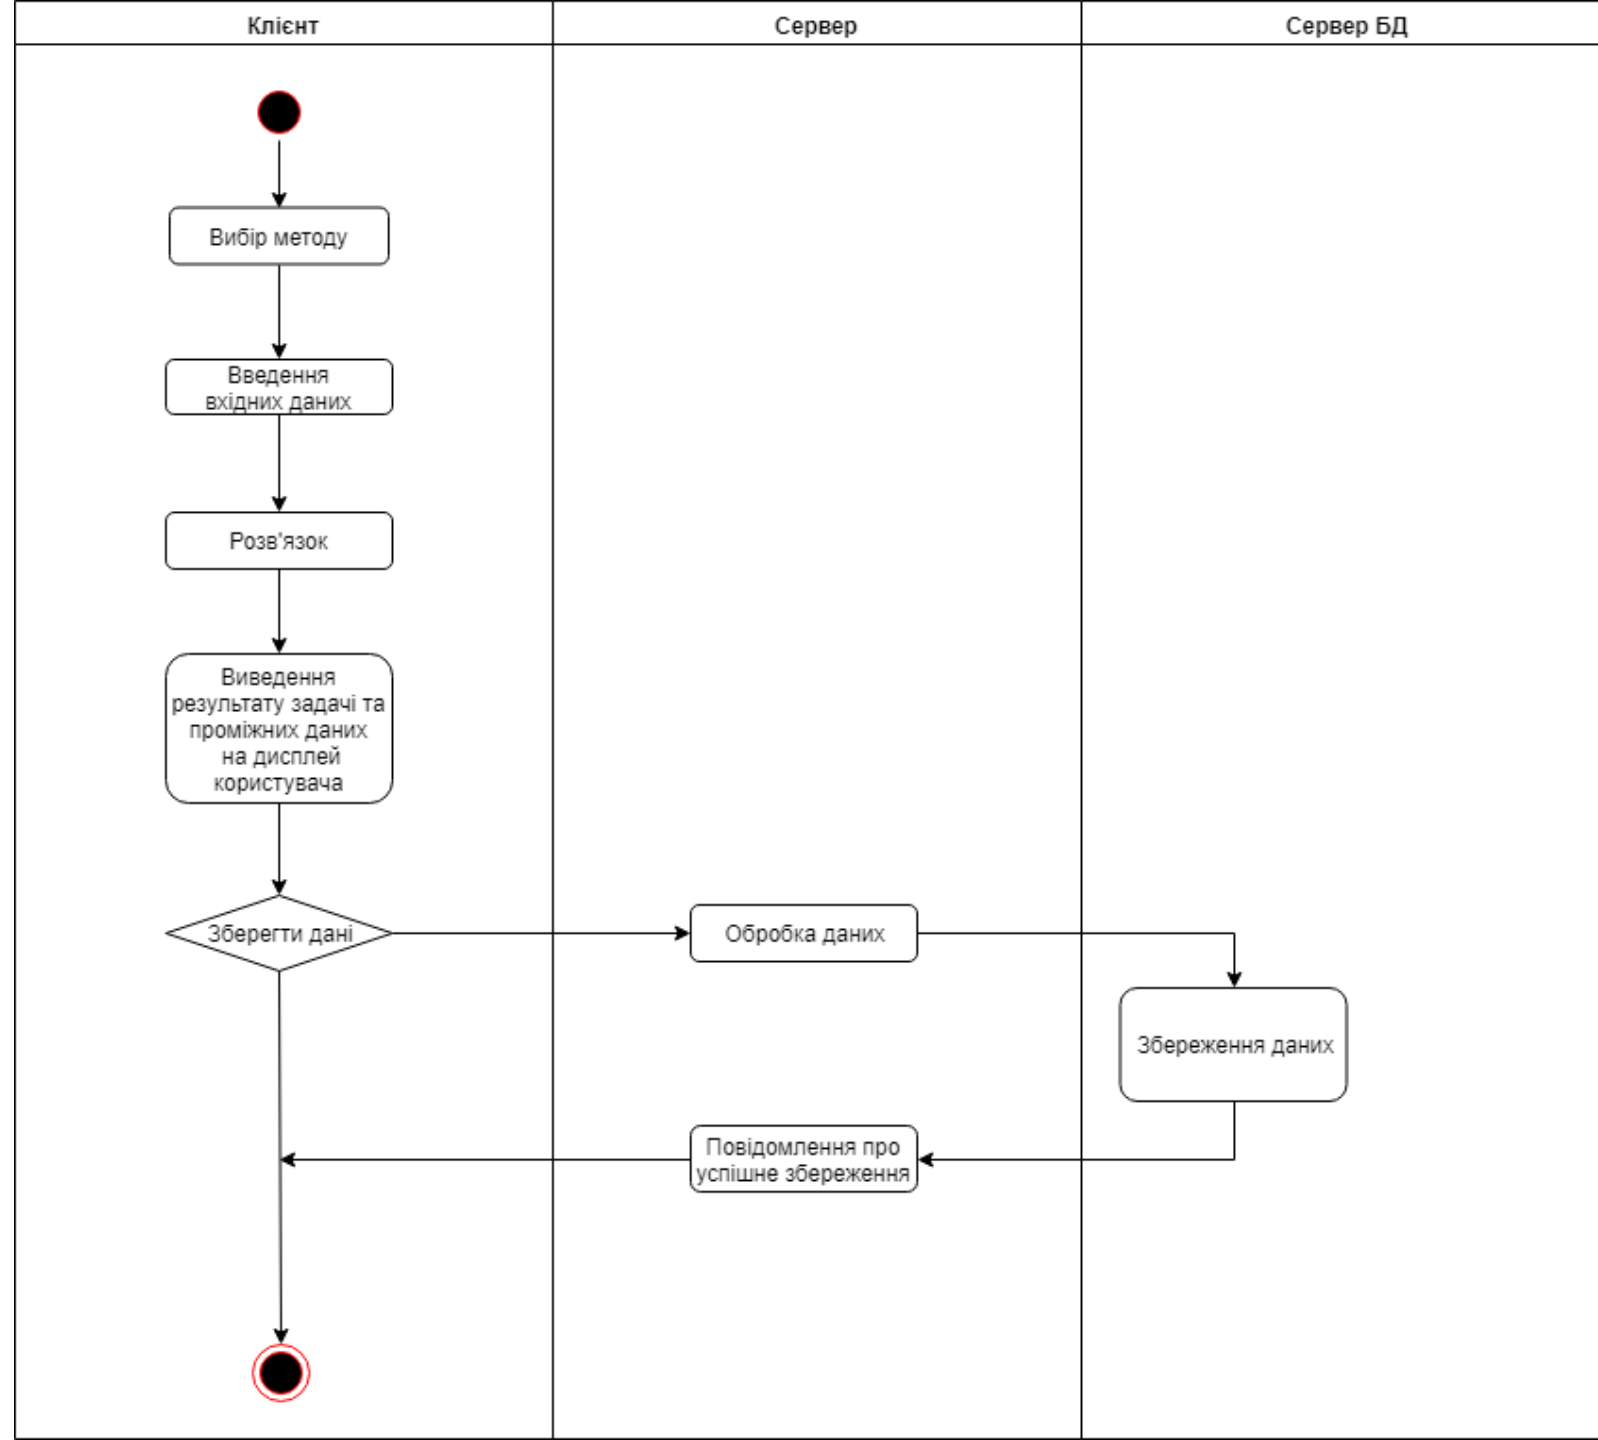 Клієнт
Сервер
Сервер БД
Вибір методу
Введення
вхідних даних
Розв'язок
Виведення
результату задачі та
проміжних даних
на дисплей
користувача
Зберегти дані
Обробка даних
Збереження даних
Повідомлення про
успішне збереження